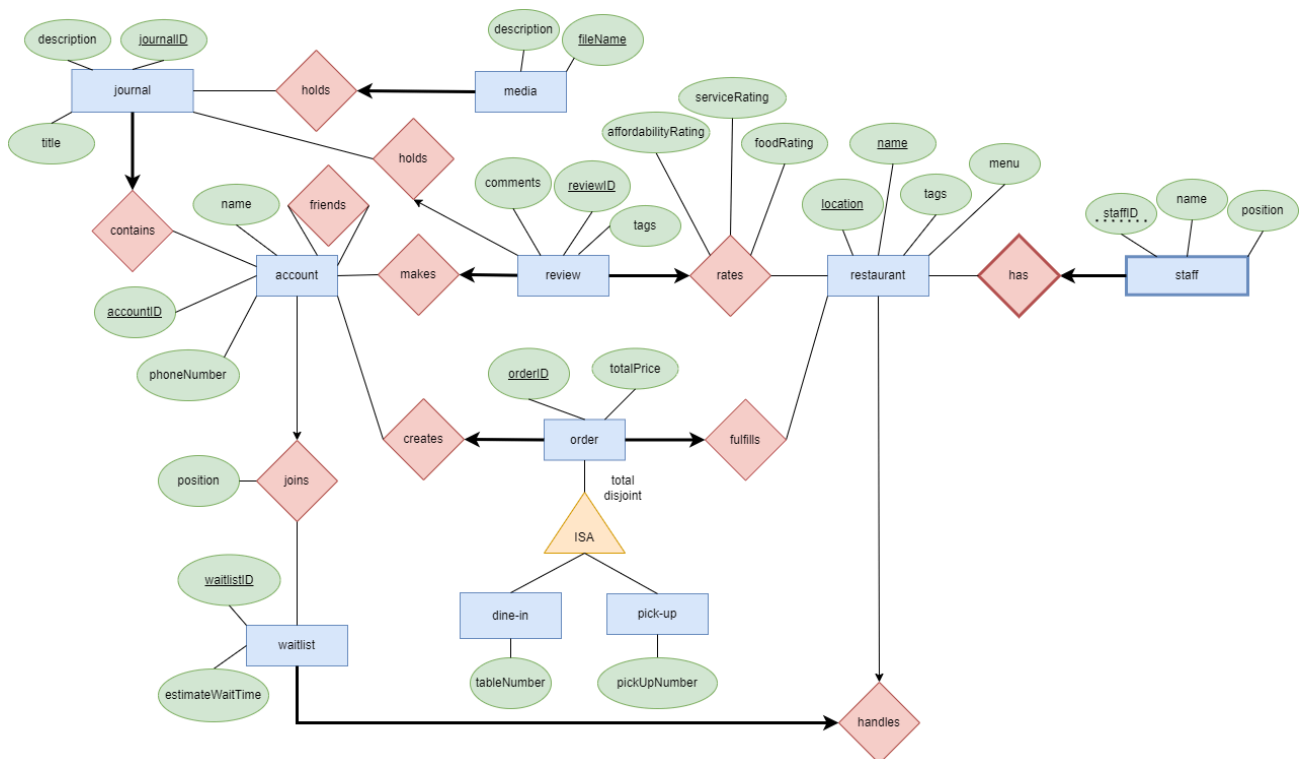 description
journalID
journal
title
holds
description
fileName
media
holds
contains
name
friends
account
accountID
phoneNumber
makes
comments
reviewID
tags
review
affordabilityRating
serviceRating
foodRating
rates
name
location
tags
menu
restaurant
has
staffID
name
position
staff
joins
position
waitlistID
waitlist
estimateWaitTime
creates
orderID
totalPrice
order
fulfills
total
disjoint
ISA
dine-in
pick-up
tableNumber
pickUpNumber
handles